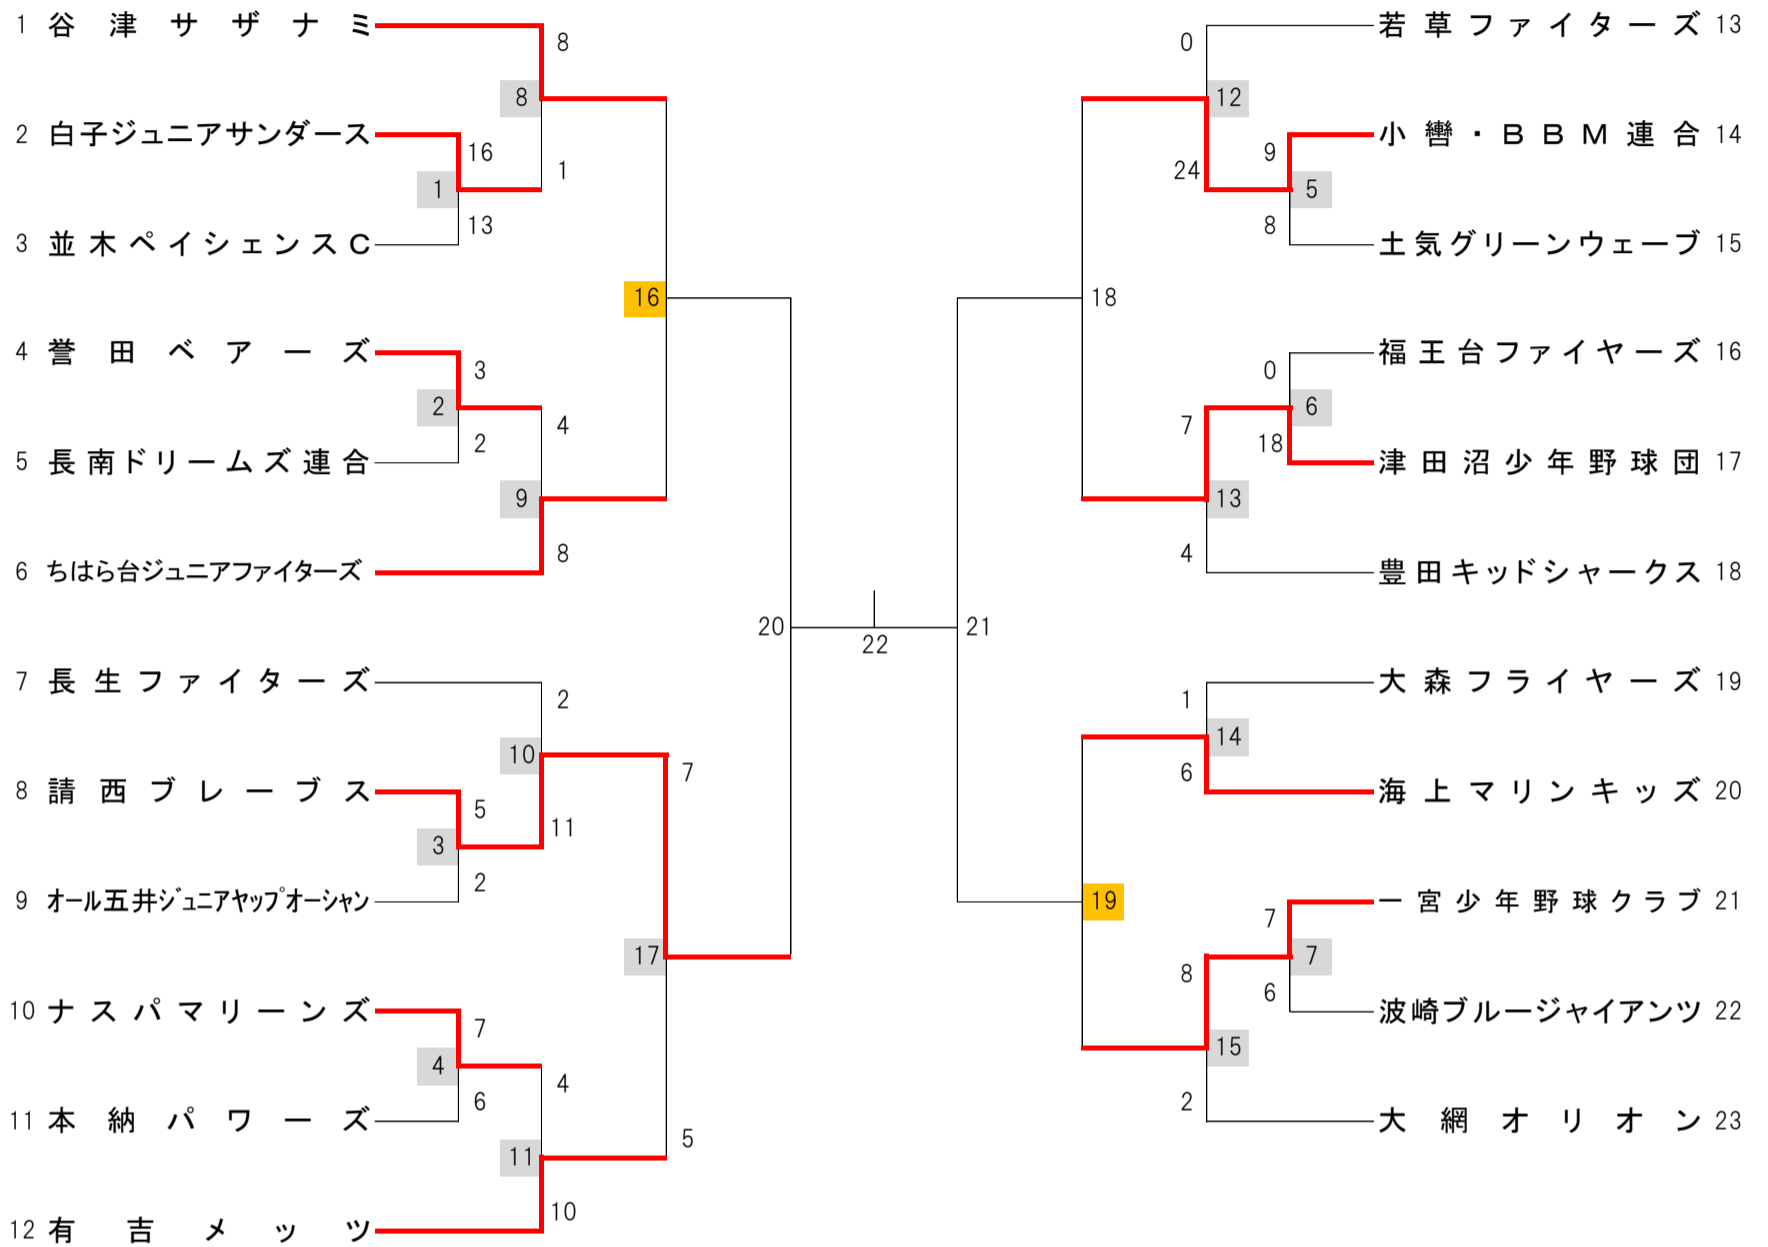 1 谷津サザナミ
8
8
2 白子ジュニアサンダース
16
1
1
3 並木ペイシェンスC
13
16
4 誉田ベアーズ
3
2
4
5 長南ドリームズ連合
2
9
6 ちはら台ジュニアファイターズ
8
7 長生ファイターズ
2
10
7
8 請西ブレーブス
5
11
3
9 オール五井ジュニアヤップオーシャン
2
17
10 ナスパマリーンズ
7
4
4
11 本納パワーズ
6
5
11
12 有吉メッツ
10
20
22
21
若草ファイターズ 13
0
12
小轡・BBM連合 14
9
24
5
土気グリーンウェーブ 15
8
18
福王台ファイヤーズ 16
0
6
7
津田沼少年野球団 17
18
13
豊田キッドシャークス 18
4
大森フライヤーズ 19
1
14
海上マリンキッズ 20
6
19
一宮少年野球クラブ 21
7
7
8
波崎ブルージャイアンツ 22
6
15
大網オリオン 23
2